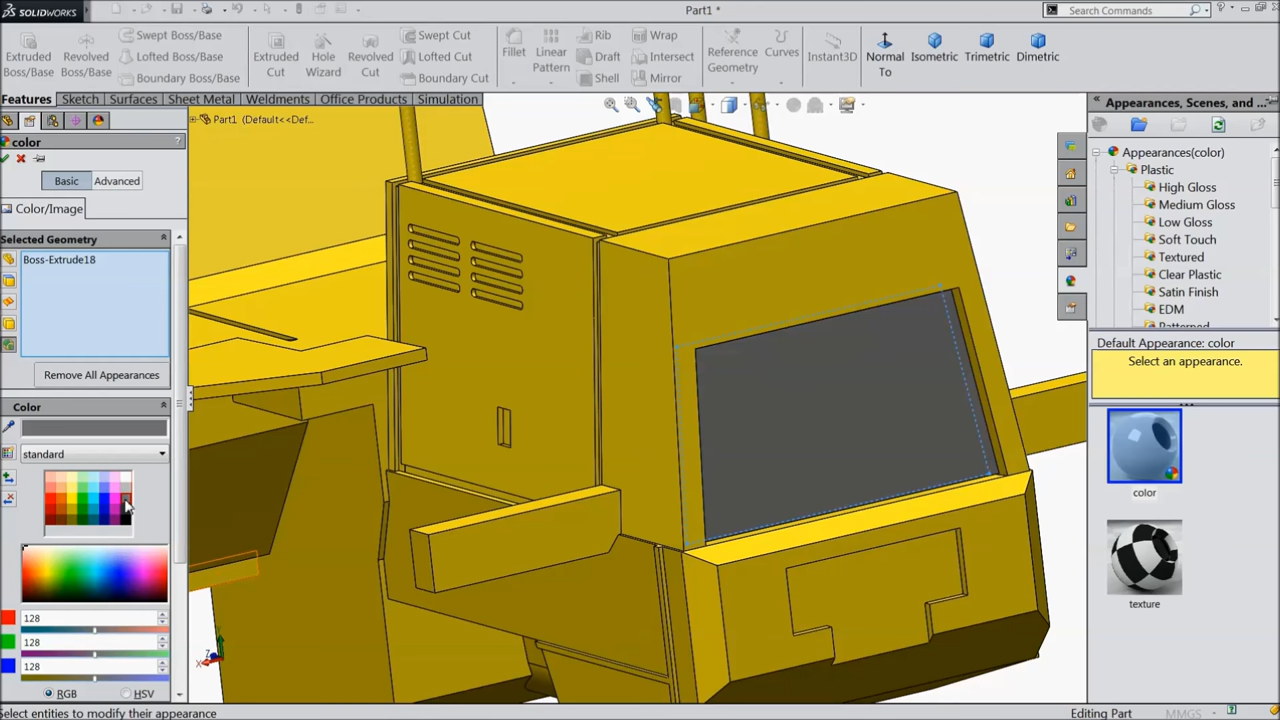 SOLIDWORKS
Part1 *
Search Commands
Extruded Boss/Base
Revolved Boss/Base
Swept Boss/Base
Lofted Boss/Base
Boundary Boss/Base
Extruded Cut
Hole Wizard
Revolved Cut
Swept Cut
Lofted Cut
Boundary Cut
Fillet
Linear Pattern
Rib
Draft
Shell
Wrap
Intersect
Mirror
Reference Geometry
Curves
Instant3D
Normal To
Isometric
Trimetric
Dimetric
Features
Sketch
Surfaces
Sheet Metal
Weldments
Office Products
Simulation
Part1 (Default<<Def...
color
?
Basic
Advanced
Color/Image
Selected Geometry
Boss-Extrude18
Remove All Appearances
Color
standard
128
128
128
RGB
HSV
Z
X
Appearances, Scenes, and ...
Appearances(color)
Plastic
High Gloss
Medium Gloss
Low Gloss
Soft Touch
Textured
Clear Plastic
Satin Finish
EDM
Patterned
Default Appearance: color
Select an appearance.
color
texture
Select entities to modify their appearance
Editing Part
MMGS